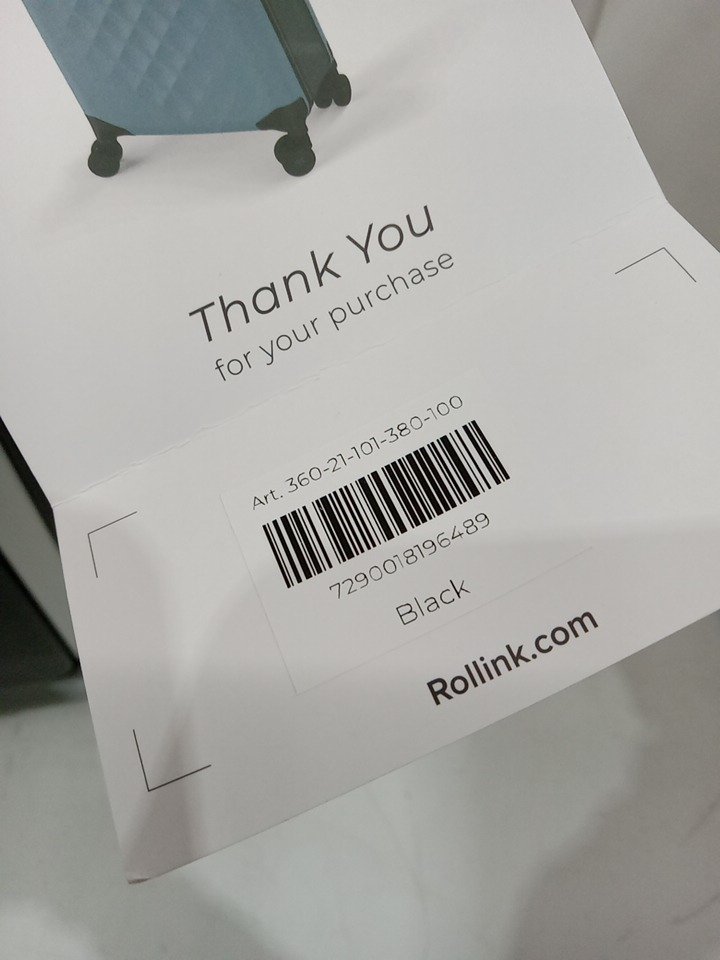 Thank You
for your purchase
Art. 360-21-101-380-100
7290018196489
Black
Rollink.com